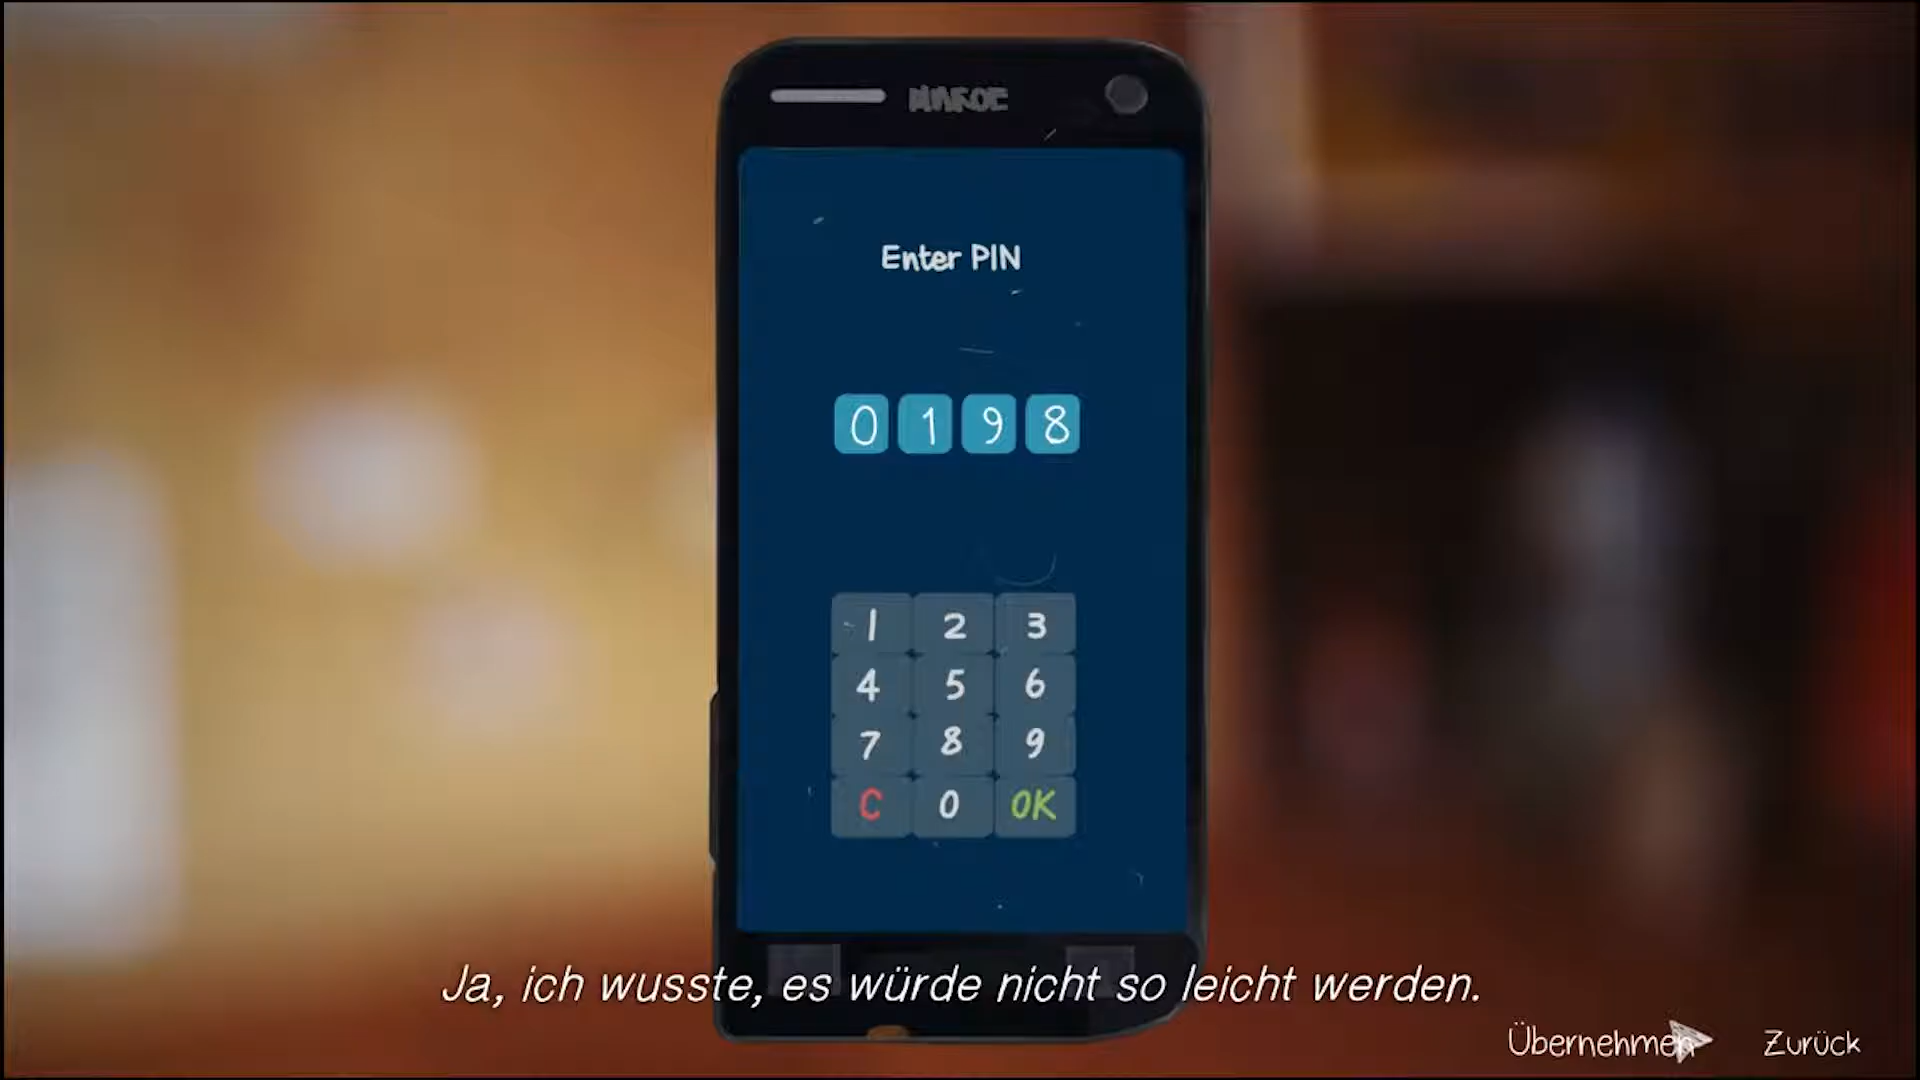 Enter PIN
0 1 9 8
1 2 3
4 5 6
7 8 9
C 0 OK
Ja, ich wusste, es würde nicht so leicht werden.
Übernehmen Zurück